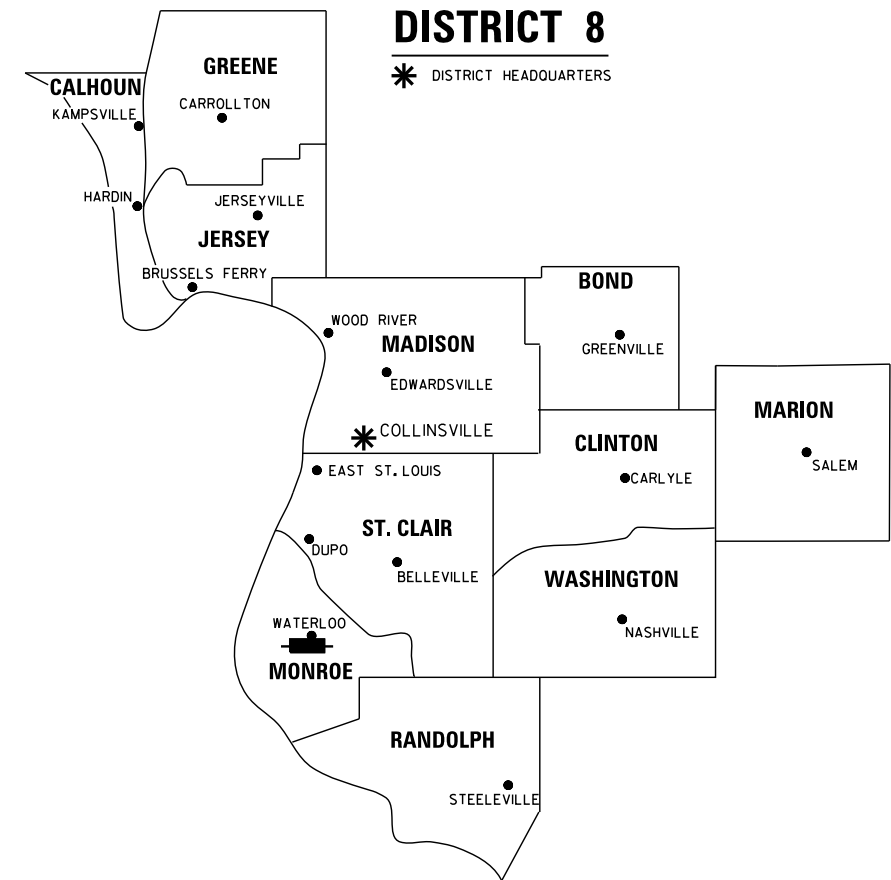 DISTRICT 8
DISTRICT HEADQUARTERS
GREENE
CALHOUN
CARROLLTON
KAMPSVILLE
HARDIN
JERSEYVILLE
JERSEY
BRUSSELS FERRY
BOND
WOOD RIVER
MADISON
GREENVILLE
EDWARDSVILLE
MARION
COLLINSVILLE
CLINTON
SALEM
EAST ST. LOUIS
CARLYLE
ST. CLAIR
DUPO
BELLEVILLE
WASHINGTON
WATERLOO
NASHVILLE
MONROE
RANDOLPH
STEELEVILLE